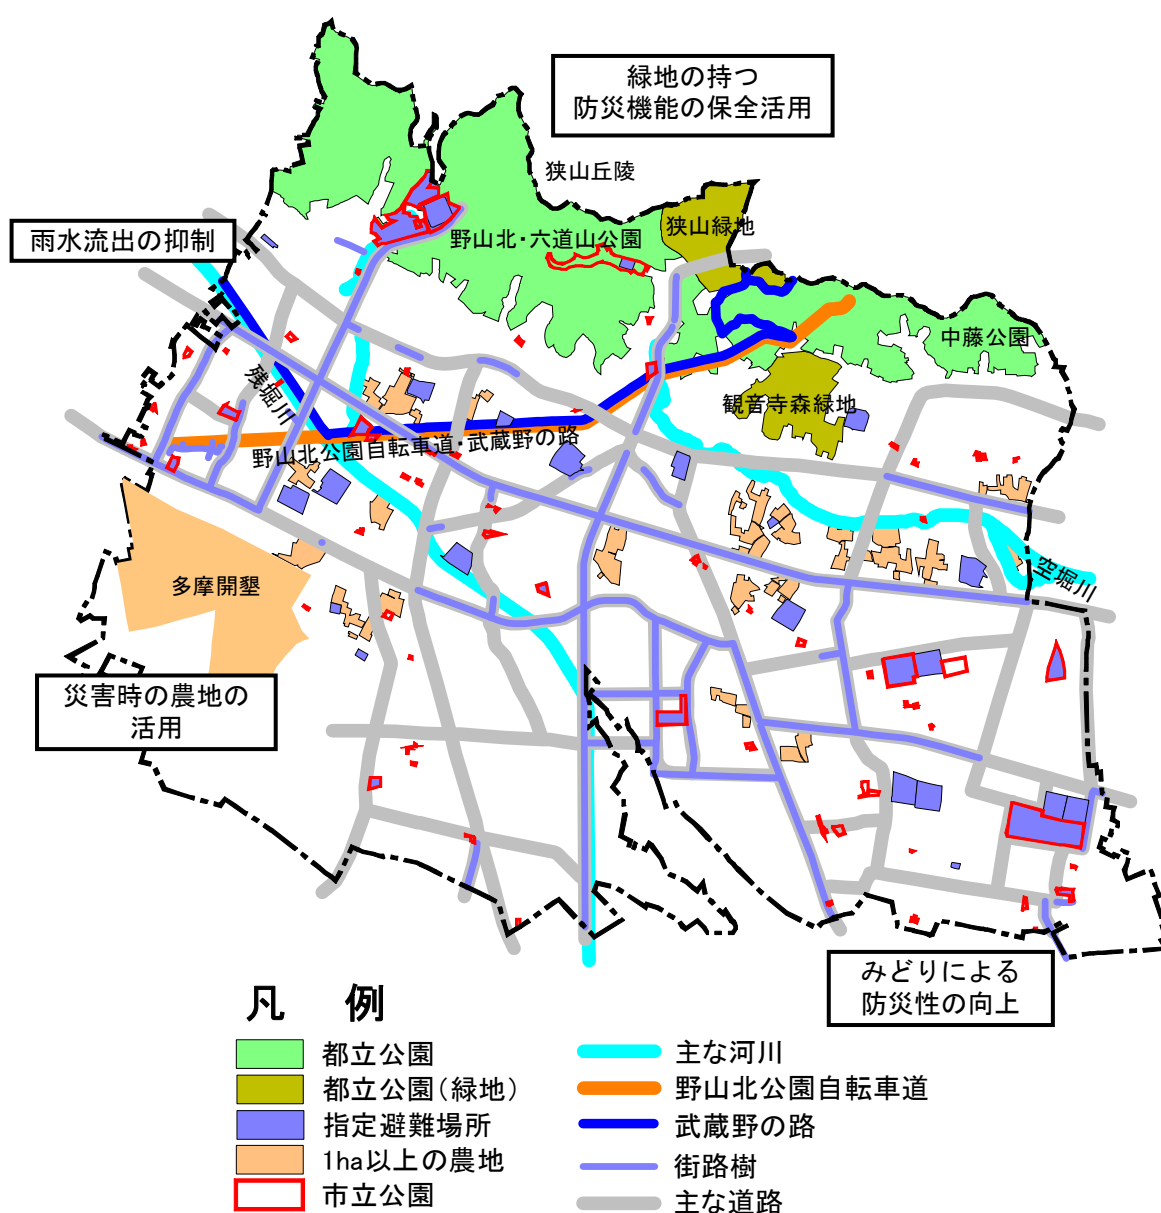 緑地の持つ
防災機能の保全活用
狭山丘陵
狭山緑地
雨水流出の抑制
野山北・六道山公園
中藤公園
残堀川
観音寺森緑地
野山北公園自転車道・武蔵野の路
多摩開墾
空堀川
災害時の農地の
活用
みどりによる
防災性の向上
凡 例
都立公園
都立公園（緑地）
指定避難場所
1ha以上の農地
市立公園
主な河川
野山北公園自転車道
武蔵野の路
街路樹
主な道路